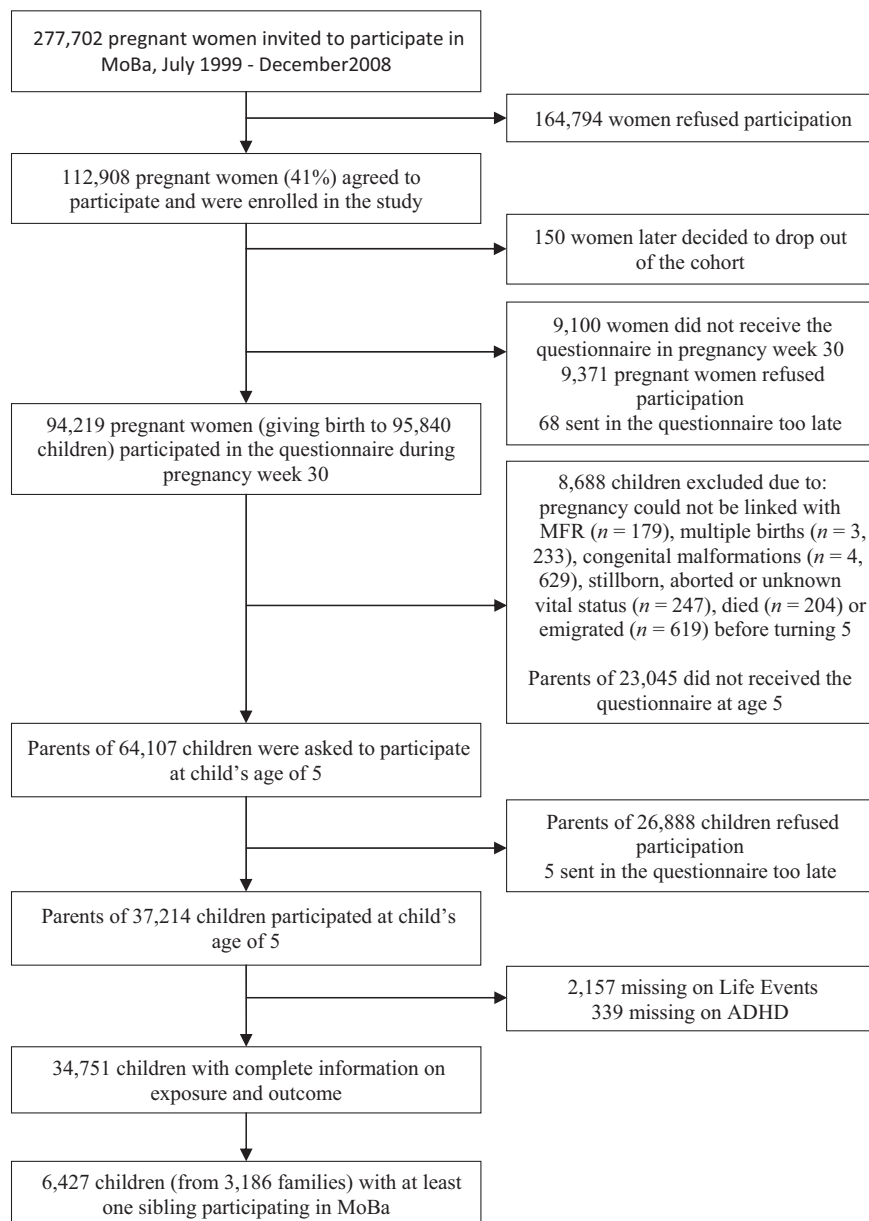 277,702 pregnant women invited to participate in
MoBa, July 1999 - December2008
164,794 women refused participation
112,908 pregnant women (41%) agreed to
participate and were enrolled in the study
150 women later decided to drop out
of the cohort
9,100 women did not receive the
questionnaire in pregnancy week 30
9,371 pregnant women refused
participation
68 sent in the questionnaire too late
94,219 pregnant women (giving birth to 95,840
children) participated in the questionnaire during
pregnancy week 30
8,688 children excluded due to:
pregnancy could not be linked with
MFR (n = 179), multiple births (n = 3,
233), congenital malformations (n = 4,
629), stillborn, aborted or unknown
vital status (n = 247), died (n = 204) or
emigrated (n = 619) before turning 5
Parents of 23,045 did not received the
questionnaire at age 5
Parents of 64,107 children were asked to participate
at child's age of 5
Parents of 26,888 children refused
participation
5 sent in the questionnaire too late
Parents of 37,214 children participated at child's
age of 5
2,157 missing on Life Events
339 missing on ADHD
34,751 children with complete information on
exposure and outcome
6,427 children (from 3,186 families) with at least
one sibling participating in MoBa